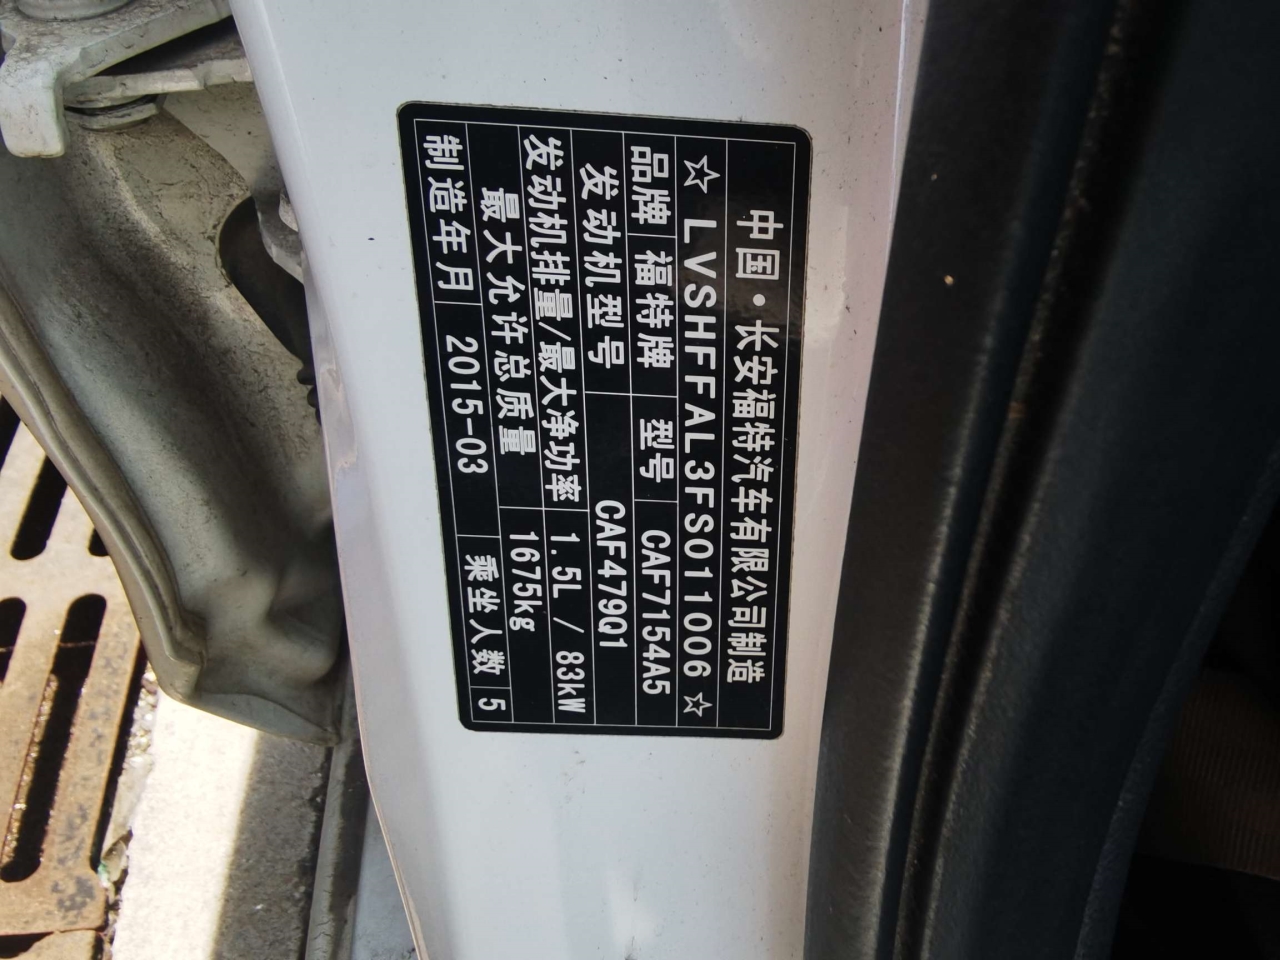 中国·长安福特汽车有限公司制造
☆LVSHFFAL3FS011006☆
品牌 福特牌 型号 CAF7154A5
发动机型号 CAF479Q1
发动机排量/最大净功率 1.5L / 83kW
最大允许总质量 1675kg
制造年月 2015-03 乘坐人数 5